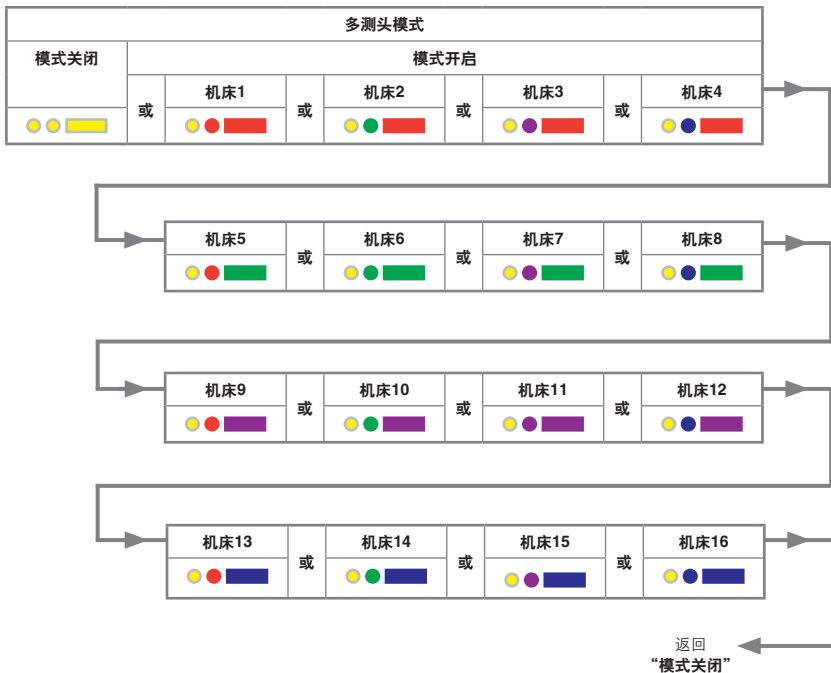 多测头模式
模式关闭
模式开启
或
机床1
或
机床2
或
机床3
或
机床4
机床5
或
机床6
或
机床7
或
机床8
机床9
或
机床10
或
机床11
或
机床12
机床13
或
机床14
或
机床15
或
机床16
返回
“模式关闭”